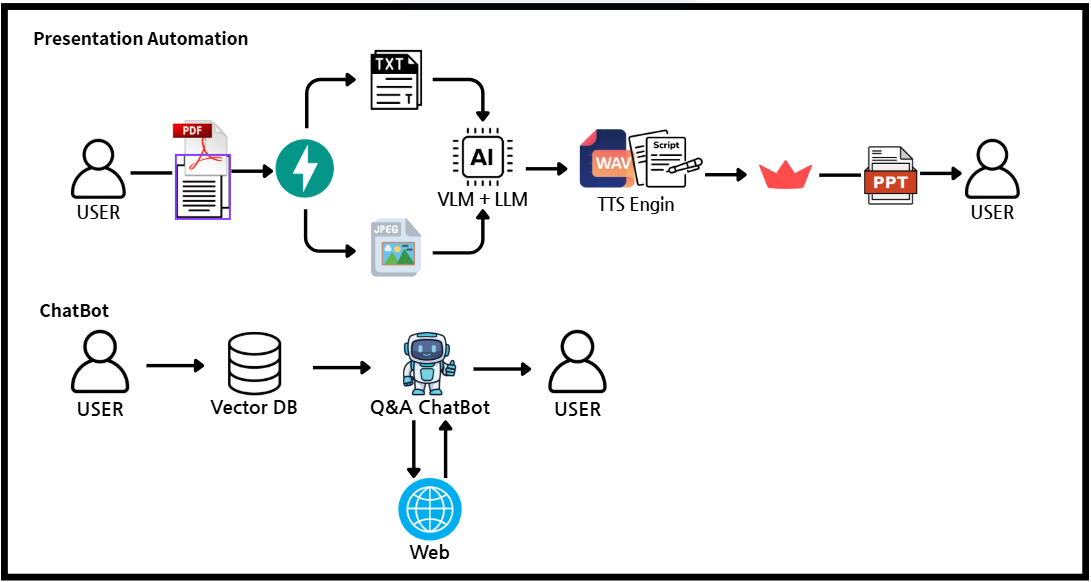 Presentation Automation
PDF
TXT
T
AI
VLM + LLM
JPEG
WAV
Script
TTS Engin
PPT
USER
USER
ChatBot
USER
Vector DB
Q&A ChatBot
USER
Web